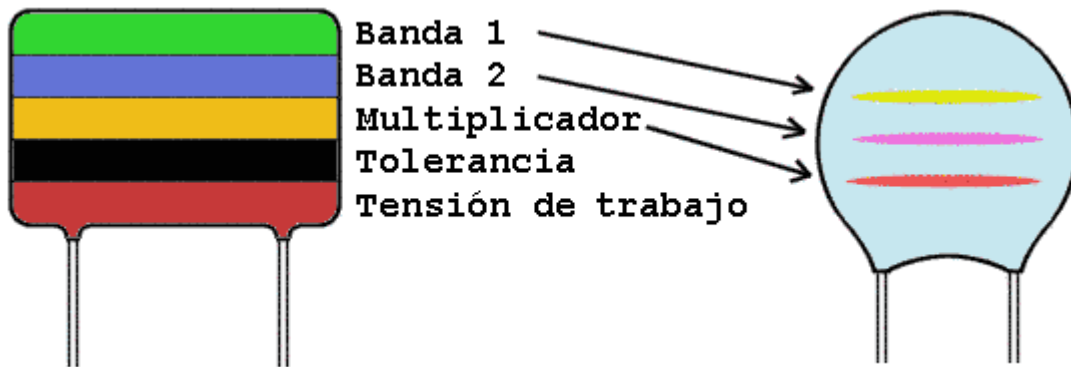 Banda 1
Banda 2
Multiplicador
Tolerancia
Tensión de trabajo